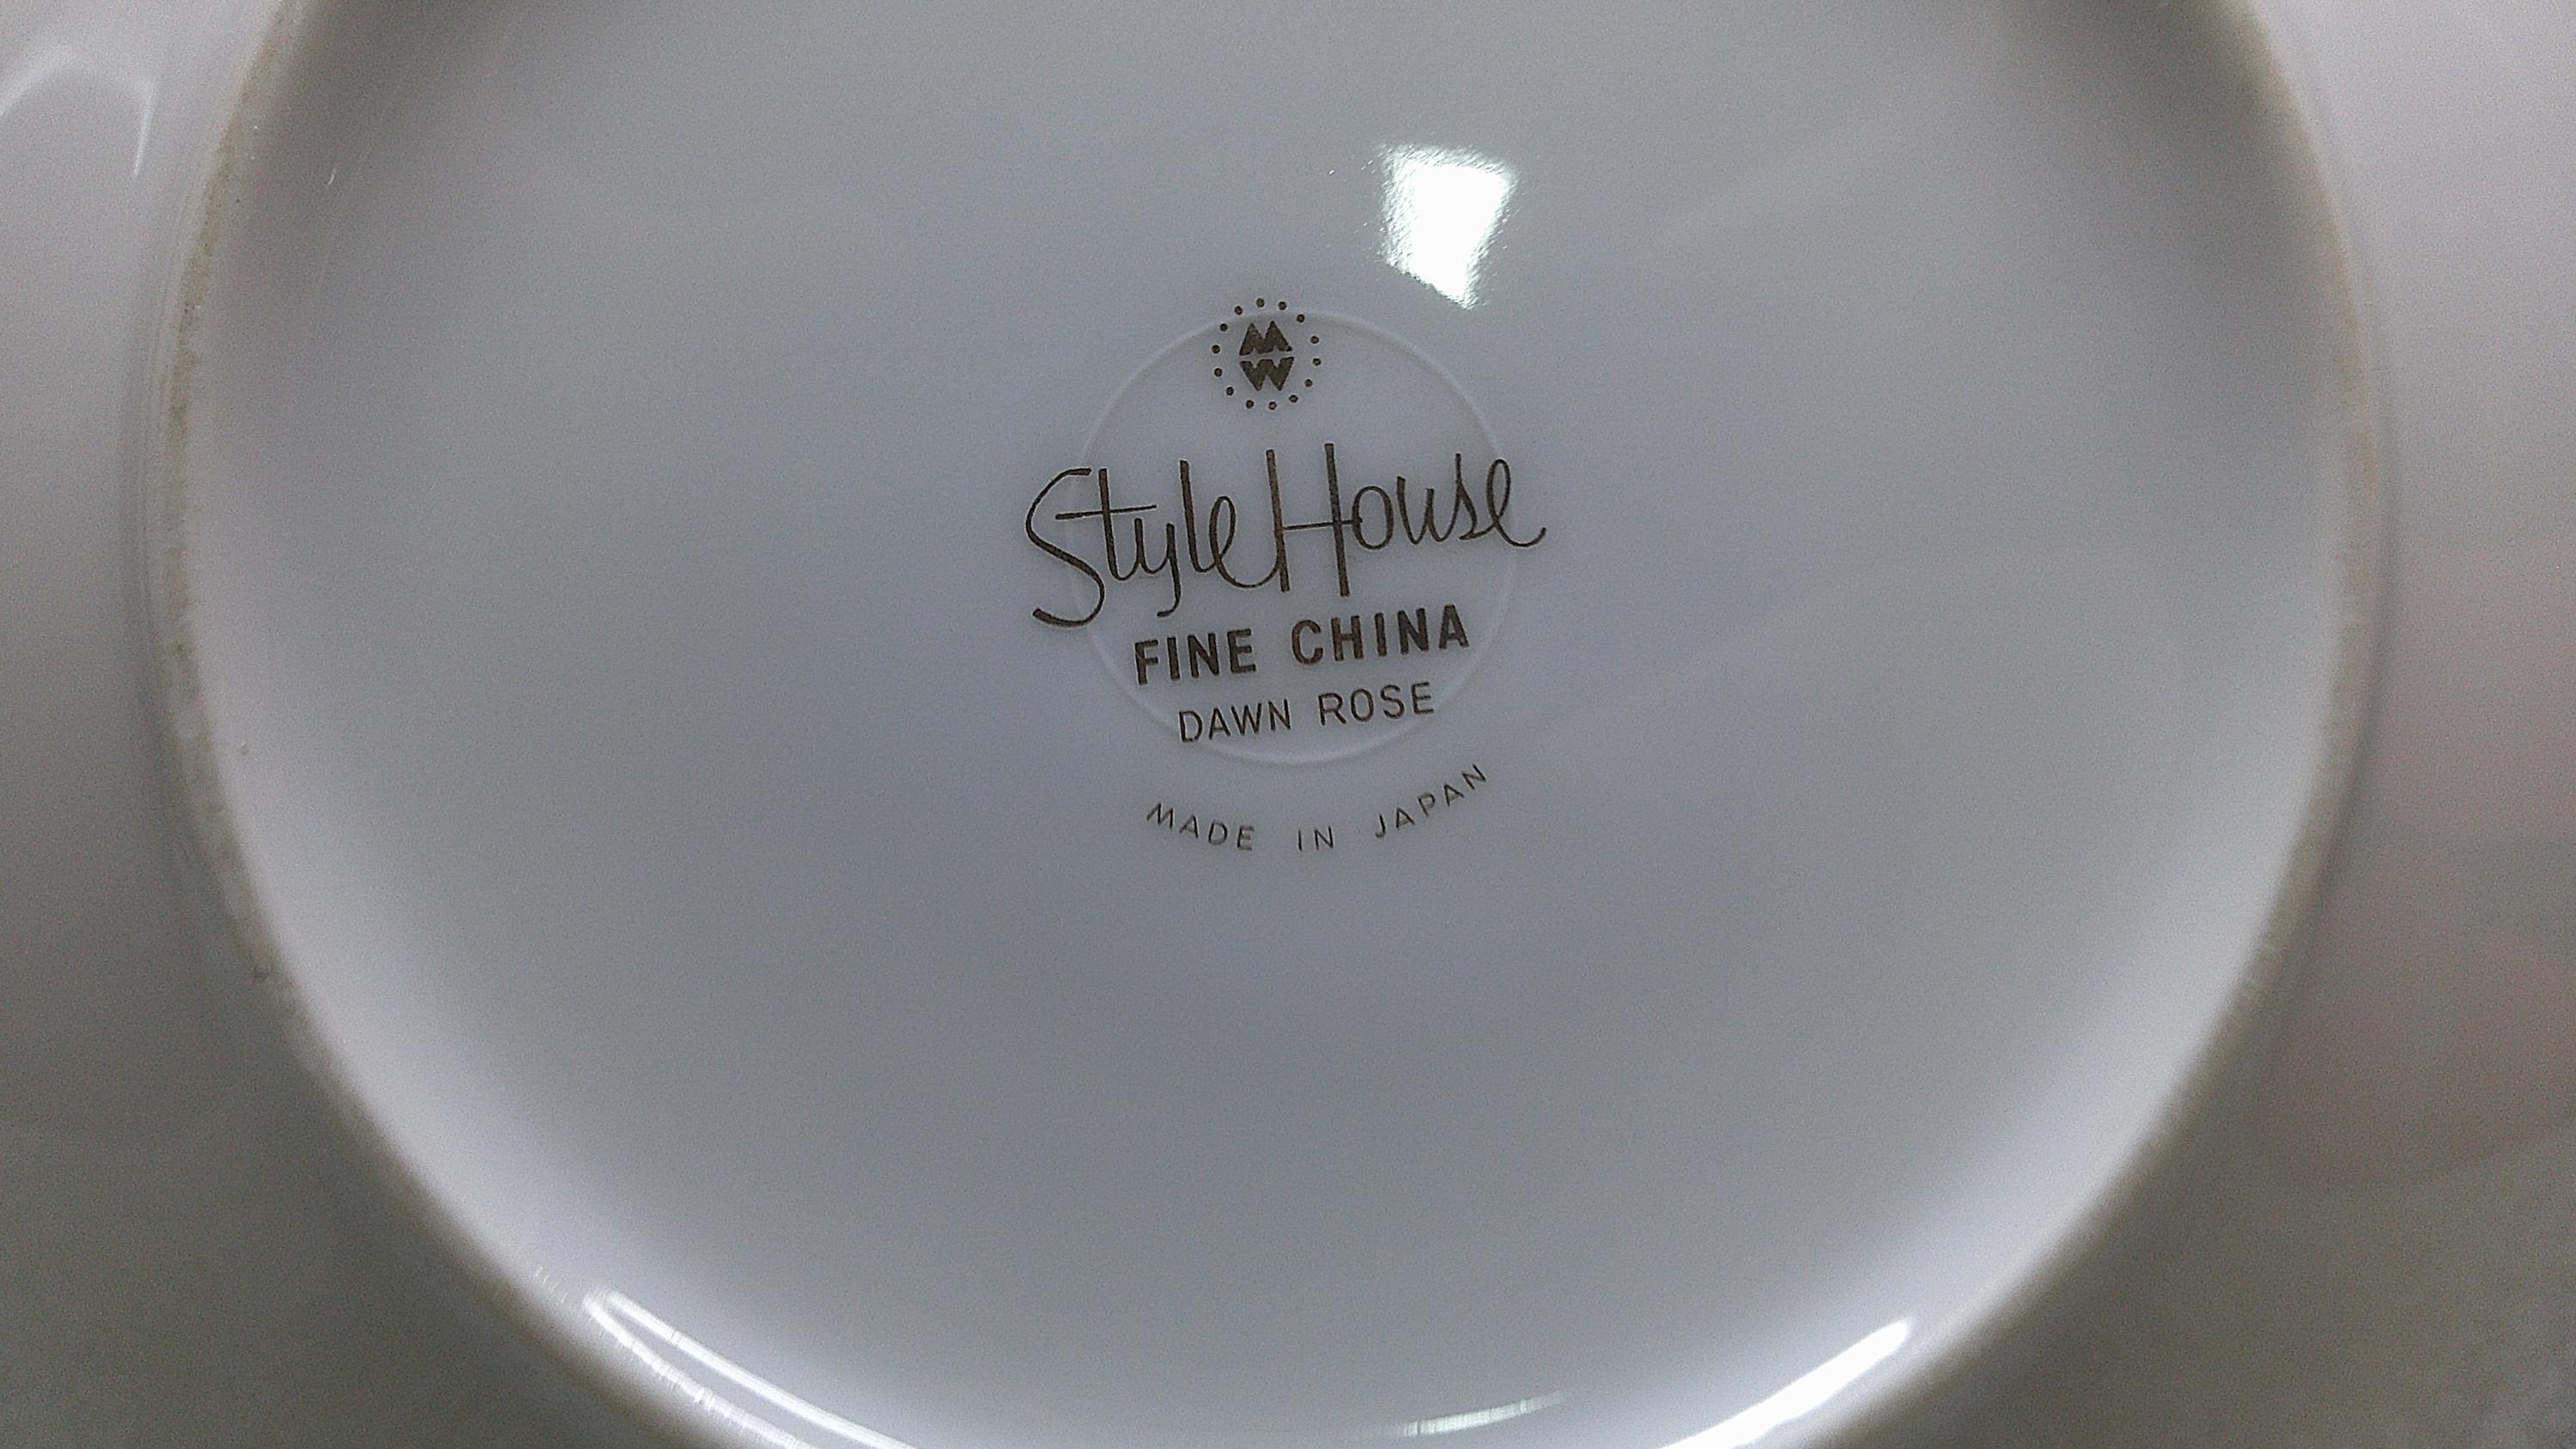 MW
Style House
FINE CHINA
DAWN ROSE
MADE IN JAPAN